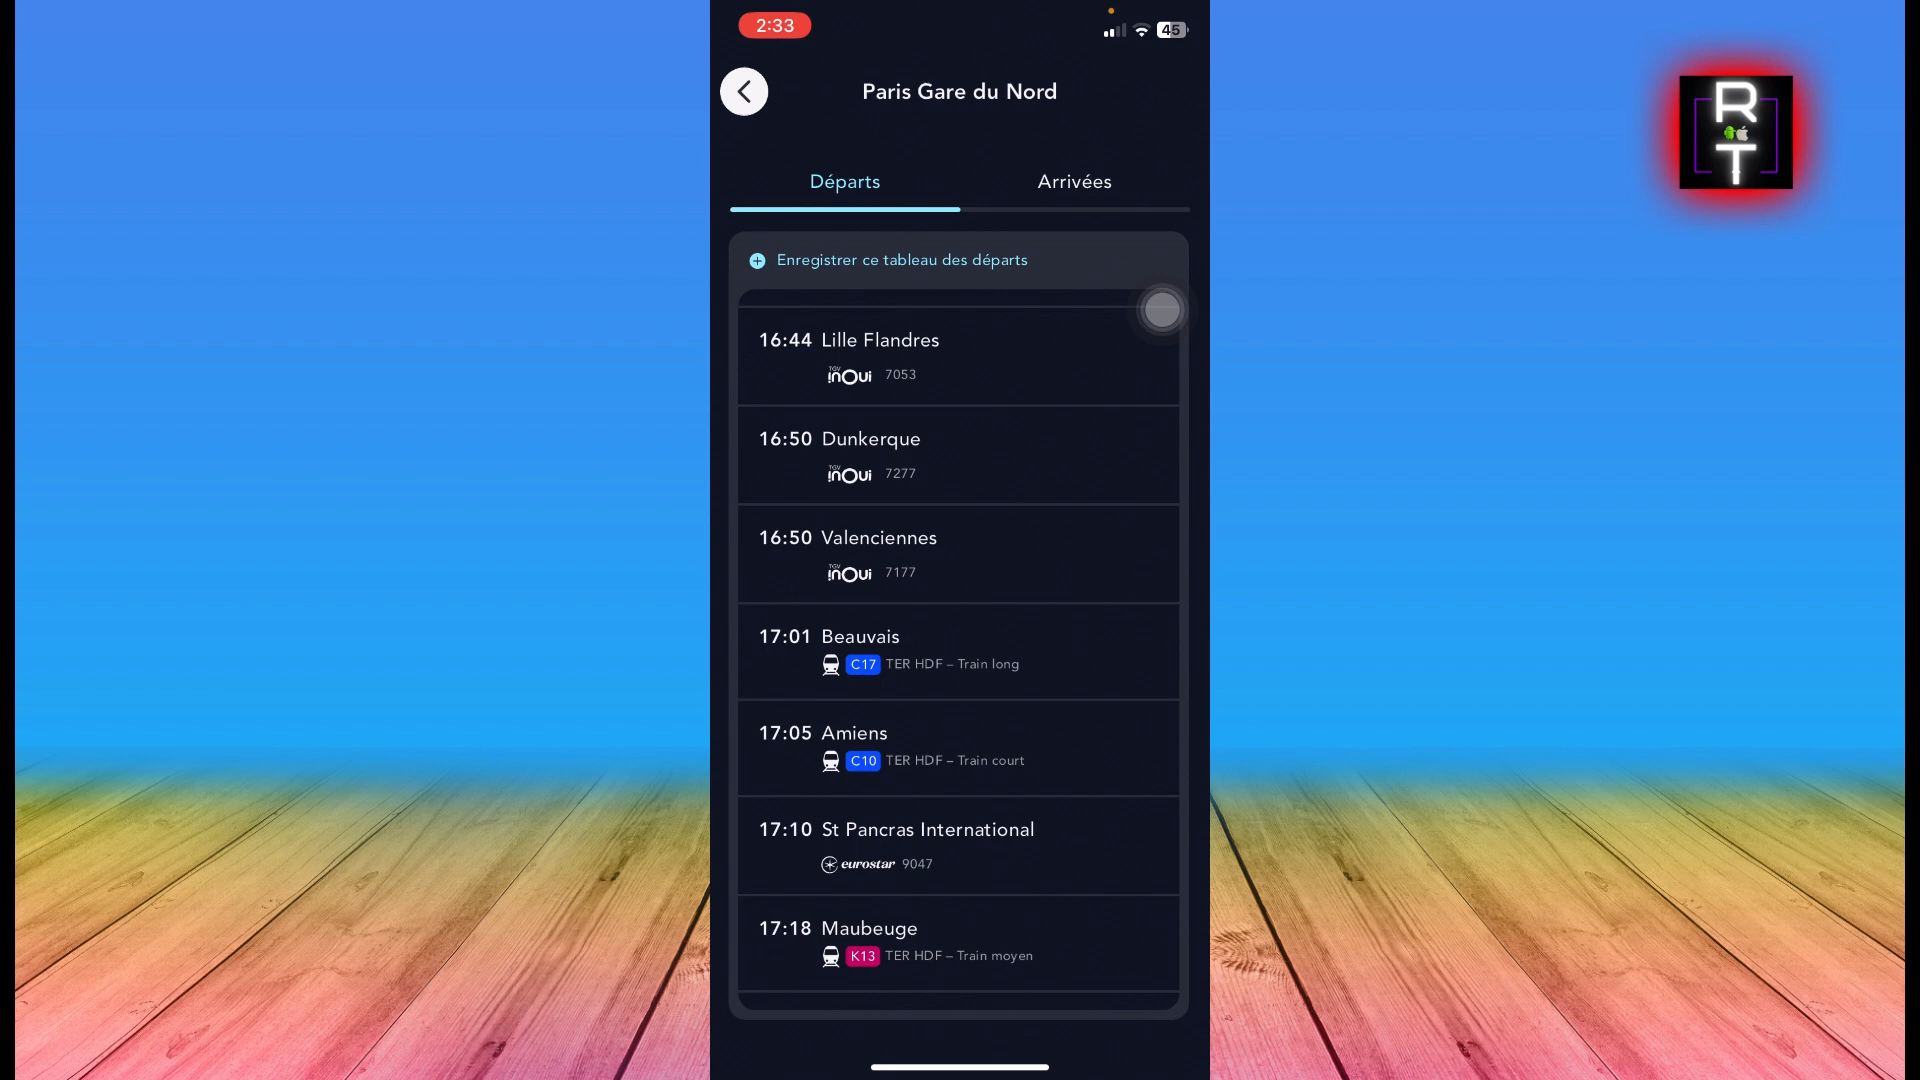 2:33
45
Paris Gare du Nord
R
T
Départs
Arrivées
Enregistrer ce tableau des départs
16:44 Lille Flandres
TGV inOui 7053
16:50 Dunkerque
TGV inOui 7277
16:50 Valenciennes
TGV inOui 7177
17:01 Beauvais
C17 TER HDF – Train long
17:05 Amiens
C10 TER HDF – Train court
17:10 St Pancras International
eurostar 9047
17:18 Maubeuge
K13 TER HDF – Train moyen